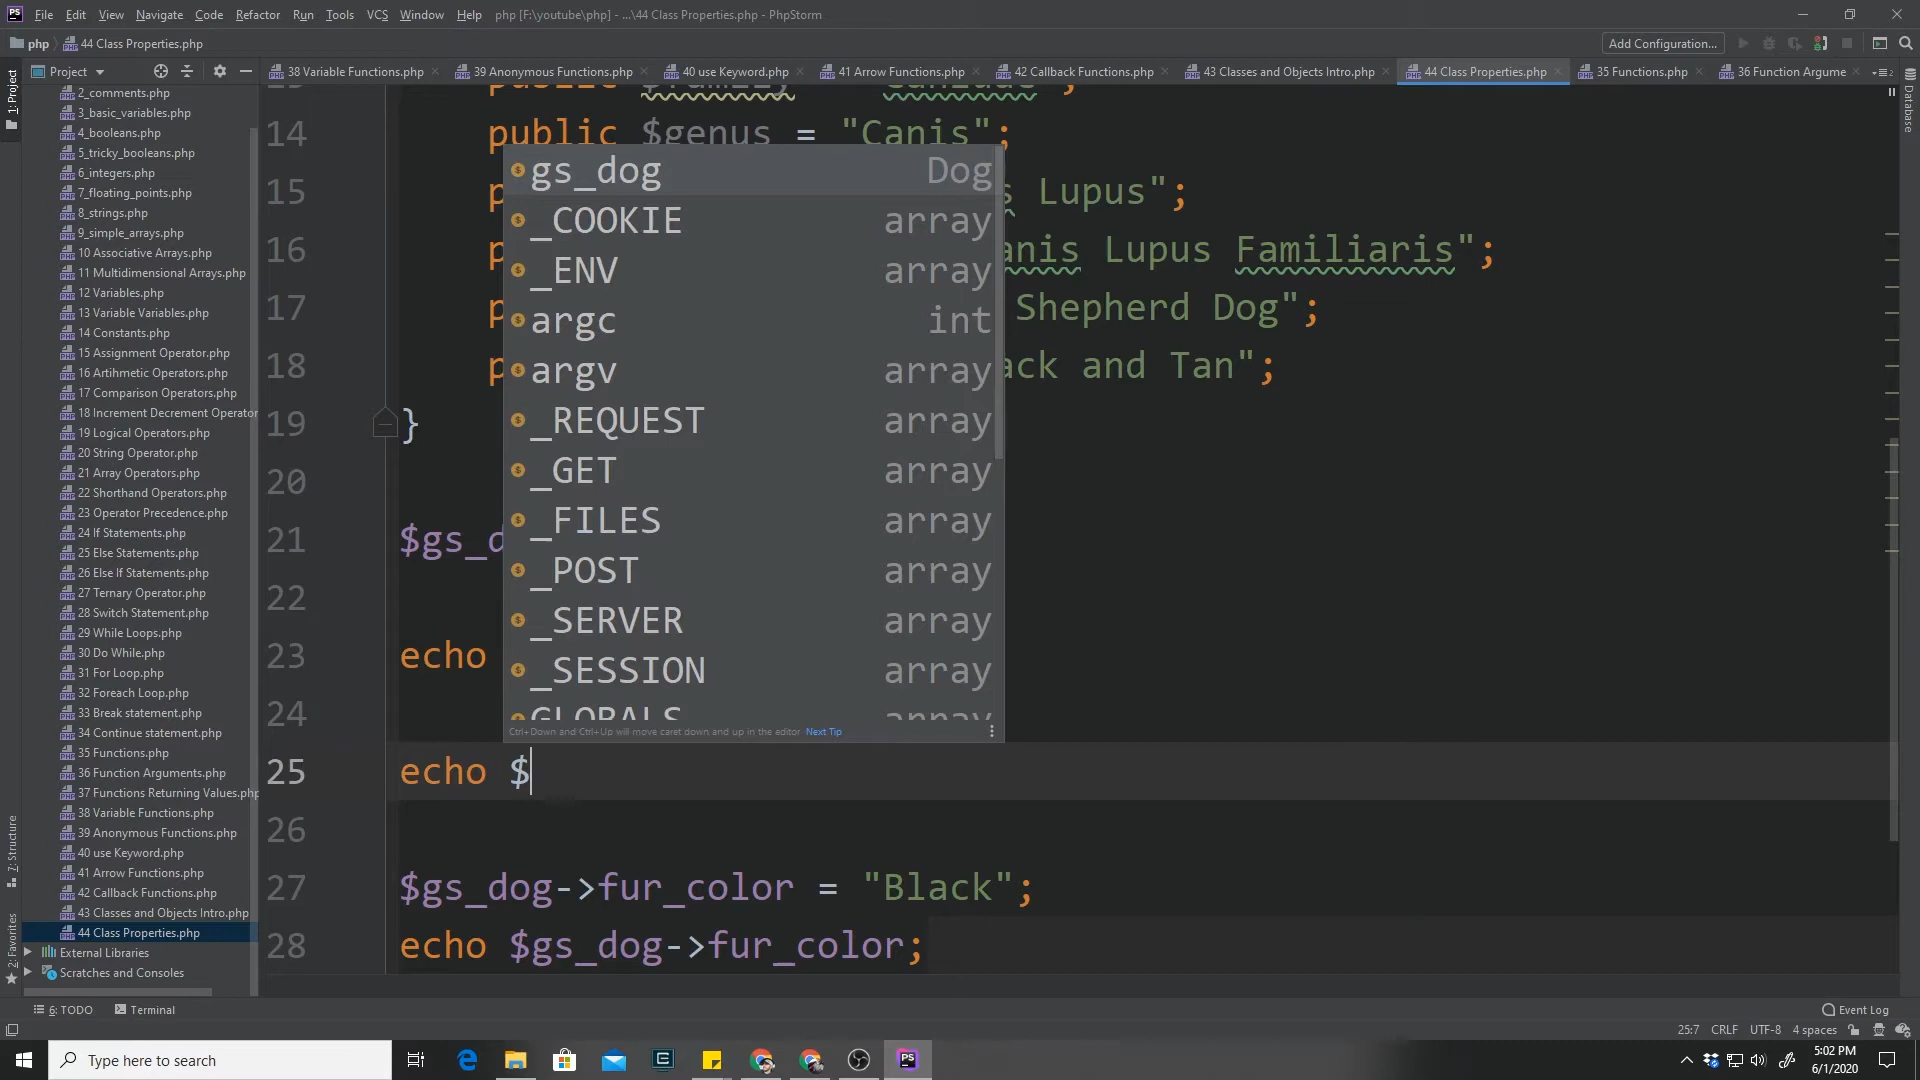 File Edit View Navigate Code Refactor Run Tools VCS Window Help php [F:\youtube\php] - ...\44 Class Properties.php - PhpStorm
php 44 Class Properties.php Add Configuration...
Project 38 Variable Functions.php 39 Anonymous Functions.php 40 use Keyword.php 41 Arrow Functions.php 42 Callback Functions.php 43 Classes and Objects Intro.php 44 Class Properties.php 35 Functions.php 36 Function Argume
1: Project
Database
2_comments.php
3_basic_variables.php
4_booleans.php
5_tricky_booleans.php
6_integers.php
7_floating_points.php
8_strings.php
9_simple_arrays.php
10 Associative Arrays.php
11 Multidimensional Arrays.php
12 Variables.php
13 Variable Variables.php
14 Constants.php
15 Assignment Operator.php
16 Artihmetic Operators.php
17 Comparison Operators.php
18 Increment Decrement Operator
19 Logical Operators.php
20 String Operator.php
21 Array Operators.php
22 Shorthand Operators.php
23 Operator Precedence.php
24 If Statements.php
25 Else Statements.php
26 Else If Statements.php
27 Ternary Operator.php
28 Switch Statement.php
29 While Loops.php
30 Do While.php
31 For Loop.php
32 Foreach Loop.php
33 Break statement.php
34 Continue statement.php
35 Functions.php
36 Function Arguments.php
37 Functions Returning Values.php
38 Variable Functions.php
39 Anonymous Functions.php
40 use Keyword.php
41 Arrow Functions.php
42 Callback Functions.php
43 Classes and Objects Intro.php
44 Class Properties.php
External Libraries
Scratches and Consoles
7: Structure
2: Favorites
public $family = "Canidae";
14 public $genus = "Canis";
15 p s Lupus";
16 p anis Lupus Familiaris";
17 p Shepherd Dog";
18 p ack and Tan";
19 }
20
21 $gs_d
22
23 echo
24
25 echo $
26
27 $gs_dog->fur_color = "Black";
28 echo $gs_dog->fur_color;
gs_dog Dog
_COOKIE array
_ENV array
argc int
argv array
_REQUEST array
_GET array
_FILES array
_POST array
_SERVER array
_SESSION array
GLOBALS array
Ctrl+Down and Ctrl+Up will move caret down and up in the editor Next Tip
6: TODO Terminal Event Log
25:7 CRLF UTF-8 4 spaces
Type here to search
5:02 PM
6/1/2020